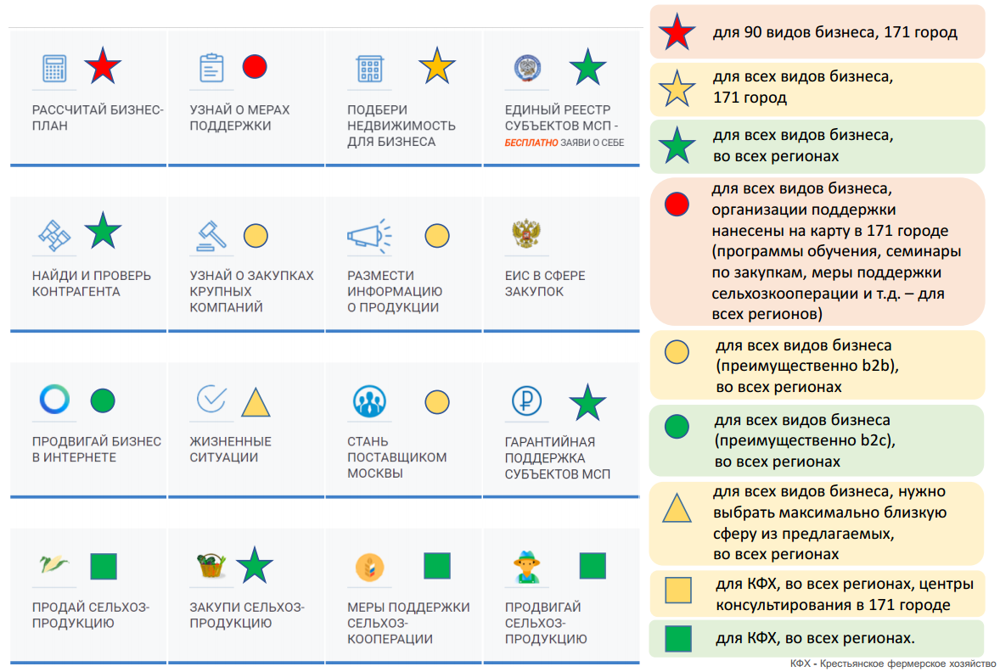 РАССЧИТАЙ БИЗНЕС-
ПЛАН
УЗНАЙ О МЕРАХ
ПОДДЕРЖКИ
ПОДБЕРИ
НЕДВИЖИМОСТЬ
ДЛЯ БИЗНЕСА
ЕДИНЫЙ РЕЕСТР
СУБЪЕКТОВ МСП -
БЕСПЛАТНО ЗАЯВИ О СЕБЕ
НАЙДИ И ПРОВЕРЬ
КОНТРАГЕНТА
УЗНАЙ О ЗАКУПКАХ
КРУПНЫХ
КОМПАНИЙ
РАЗМЕСТИ
ИНФОРМАЦИЮ
О ПРОДУКЦИИ
ЕИС В СФЕРЕ
ЗАКУПОК
ПРОДВИГАЙ БИЗНЕС
В ИНТЕРНЕТЕ
ЖИЗНЕННЫЕ
СИТУАЦИИ
СТАНЬ
ПОСТАВЩИКОМ
МОСКВЫ
ГАРАНТИЙНАЯ
ПОДДЕРЖКА
СУБЪЕКТОВ МСП
ПРОДАЙ СЕЛЬХОЗ-
ПРОДУКЦИЮ
ЗАКУПИ СЕЛЬХОЗ-
ПРОДУКЦИЮ
МЕРЫ ПОДДЕРЖКИ
СЕЛЬХОЗ-
КООПЕРАЦИИ
ПРОДВИГАЙ
СЕЛЬХОЗ-
ПРОДУКЦИЮ
для 90 видов бизнеса, 171 город
для всех видов бизнеса,
171 город
для всех видов бизнеса,
во всех регионах
для всех видов бизнеса,
организации поддержки
нанесены на карту в 171 городе
(программы обучения, семинары
по закупкам, меры поддержки
сельхозкооперации и т.д. – для
всех регионов)
для всех видов бизнеса
(преимущественно b2b),
во всех регионах
для всех видов бизнеса
(преимущественно b2c),
во всех регионах
для всех видов бизнеса, нужно
выбрать максимально близкую
сферу из предлагаемых,
во всех регионах
для КФХ, во всех регионах, центры
консультирования в 171 городе
для КФХ, во всех регионах.
КФХ - Крестьянское фермерское хозяйство